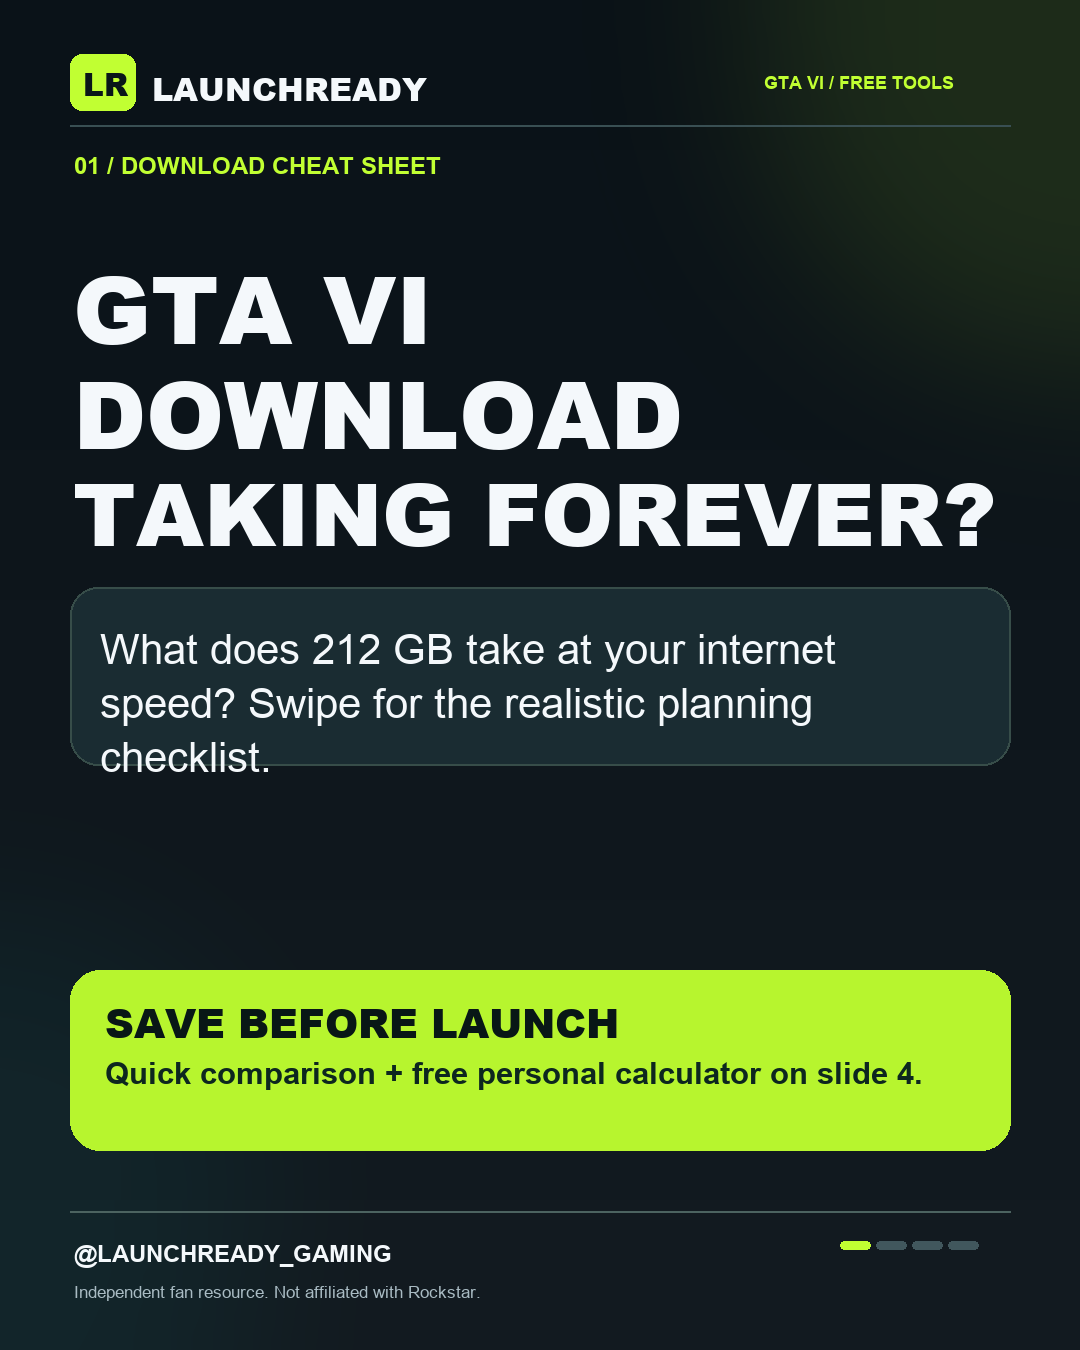 LR LAUNCHREADY
GTA VI / FREE TOOLS
01 / DOWNLOAD CHEAT SHEET
GTA VI
DOWNLOAD
TAKING FOREVER?
What does 212 GB take at your internet
speed? Swipe for the realistic planning
checklist.
SAVE BEFORE LAUNCH
Quick comparison + free personal calculator on slide 4.
@LAUNCHREADY_GAMING
Independent fan resource. Not affiliated with Rockstar.